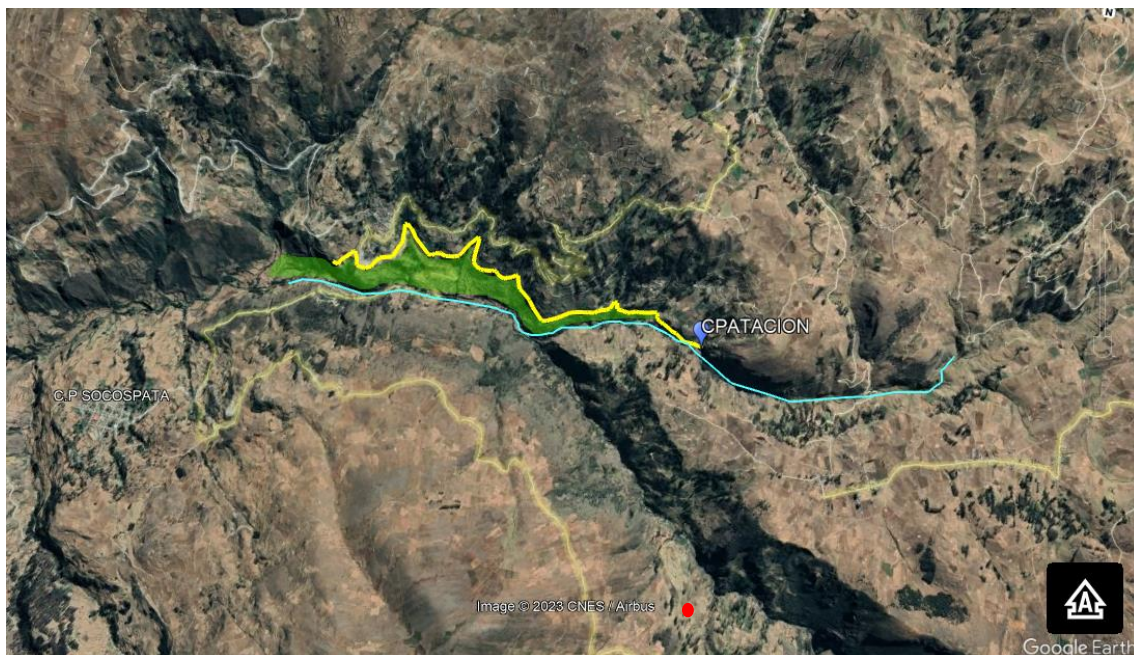 N
CPATACION
C.P SOCOSPATA
Image © 2023 CNES / Airbus
A
Google Earth